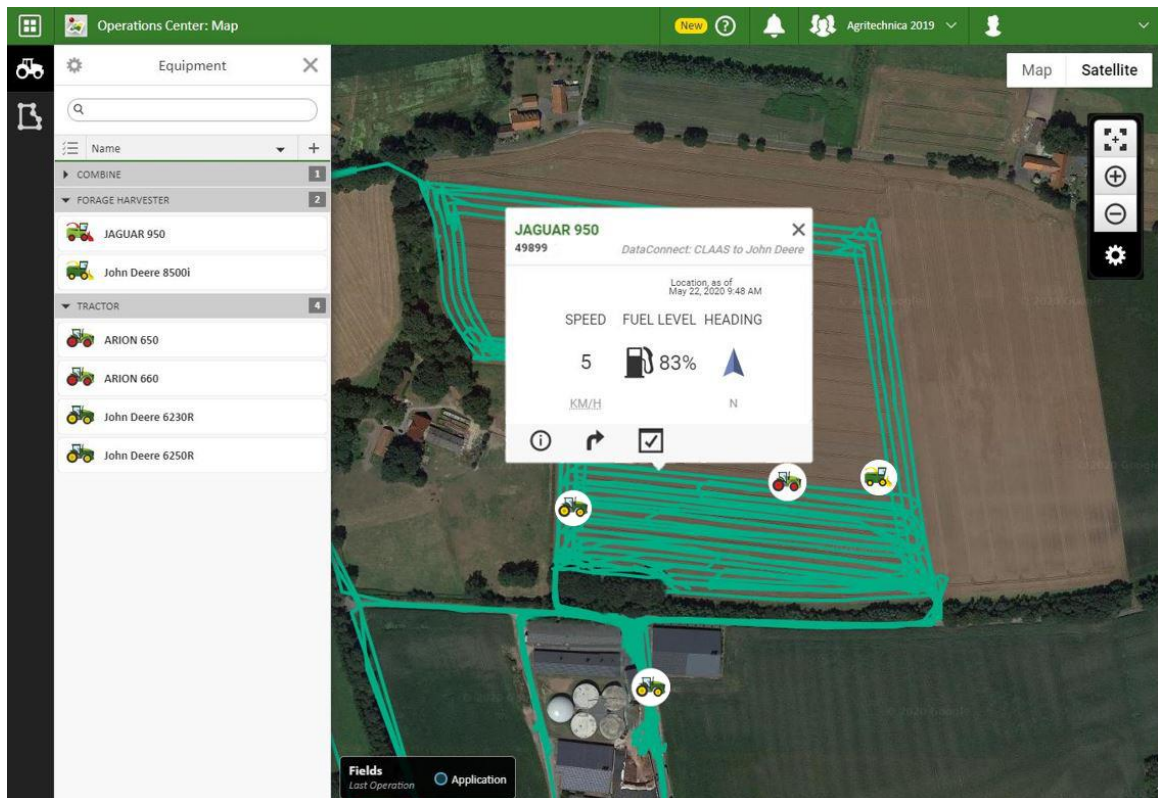 Operations Center: Map
New
?
Agritechnica 2019
Equipment
Name
+
COMBINE
1
FORAGE HARVESTER
2
JAGUAR 950
John Deere 8500i
TRACTOR
4
ARION 650
ARION 660
John Deere 6230R
John Deere 6250R
Map
Satellite
JAGUAR 950
49899
DataConnect: CLAAS to John Deere
Location, as of
May 22, 2020 9:48 AM
SPEED FUEL LEVEL HEADING
5 83%
KM/H N
Fields
Last Operation
Application
© 2020 Google